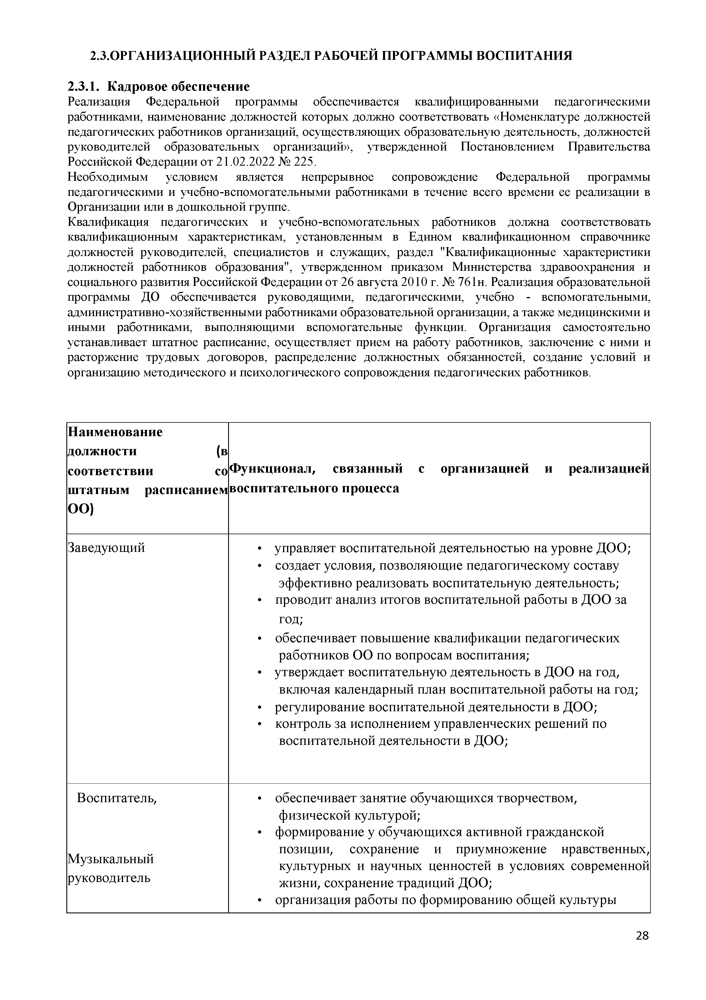 2.3.ОРГАНИЗАЦИОННЫЙ РАЗДЕЛ РАБОЧЕЙ ПРОГРАММЫ ВОСПИТАНИЯ
2.3.1. Кадровое обеспечение
Реализация Федеральной программы обеспечивается квалифицированными педагогическими
работниками, наименование должностей которых должно соответствовать «Номенклатуре должностей
педагогических работников организаций, осуществляющих образовательную деятельность, должностей
руководителей образовательных организаций», утвержденной Постановлением Правительства
Российской Федерации от 21.02.2022 № 225.
Необходимым условием является непрерывное сопровождение Федеральной программы
педагогическими и учебно-вспомогательными работниками в течение всего времени ее реализации в
Организации или в дошкольной группе.
Квалификация педагогических и учебно-вспомогательных работников должна соответствовать
квалификационным характеристикам, установленным в Едином квалификационном справочнике
должностей руководителей, специалистов и служащих, раздел "Квалификационные характеристики
должностей работников образования", утвержденном приказом Министерства здравоохранения и
социального развития Российской Федерации от 26 августа 2010 г. № 761н. Реализация образовательной
программы ДО обеспечивается руководящими, педагогическими, учебно - вспомогательными,
административно-хозяйственными работниками образовательной организации, а также медицинскими и
иными работниками, выполняющими вспомогательные функции. Организация самостоятельно
устанавливает штатное расписание, осуществляет прием на работу работников, заключение с ними и
расторжение трудовых договоров, распределение должностных обязанностей, создание условий и
организацию методического и психологического сопровождения педагогических работников.
Наименование
должности (в
соответствии со
штатным расписанием
ОО)
Функционал, связанный с организацией и реализацией
воспитательного процесса
Заведующий
• управляет воспитательной деятельностью на уровне ДОО;
• создает условия, позволяющие педагогическому составу
эффективно реализовать воспитательную деятельность;
• проводит анализ итогов воспитательной работы в ДОО за
год;
• обеспечивает повышение квалификации педагогических
работников ОО по вопросам воспитания;
• утверждает воспитательную деятельность в ДОО на год,
включая календарный план воспитательной работы на год;
• регулирование воспитательной деятельности в ДОО;
• контроль за исполнением управленческих решений по
воспитательной деятельности в ДОО;
Воспитатель,
Музыкальный
руководитель
• обеспечивает занятие обучающихся творчеством,
физической культурой;
• формирование у обучающихся активной гражданской
позиции, сохранение и приумножение нравственных,
культурных и научных ценностей в условиях современной
жизни, сохранение традиций ДОО;
• организация работы по формированию общей культуры
28